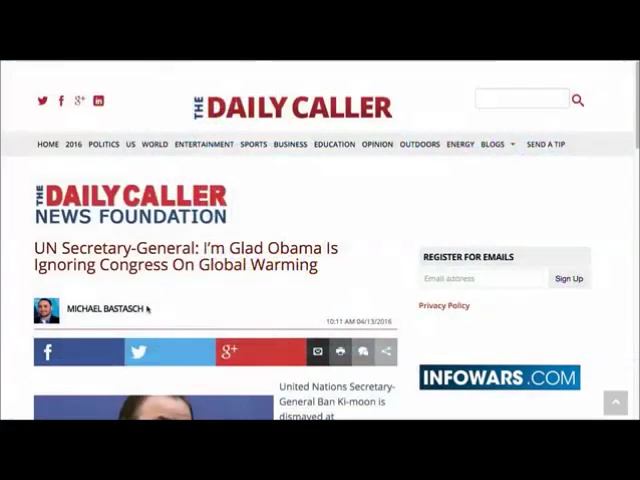 THE DAILY CALLER
HOME 2016 POLITICS US WORLD ENTERTAINMENT SPORTS BUSINESS EDUCATION OPINION OUTDOORS ENERGY BLOGS SEND A TIP
THE DAILY CALLER
NEWS FOUNDATION
UN Secretary-General: I'm Glad Obama Is
Ignoring Congress On Global Warming
MICHAEL BASTASCH
10:11 AM 04/13/2016
f
g+
United Nations Secretary-
General Ban Ki-moon is
dismayed at
REGISTER FOR EMAILS
Email address Sign Up
Privacy Policy
INFOWARS.COM